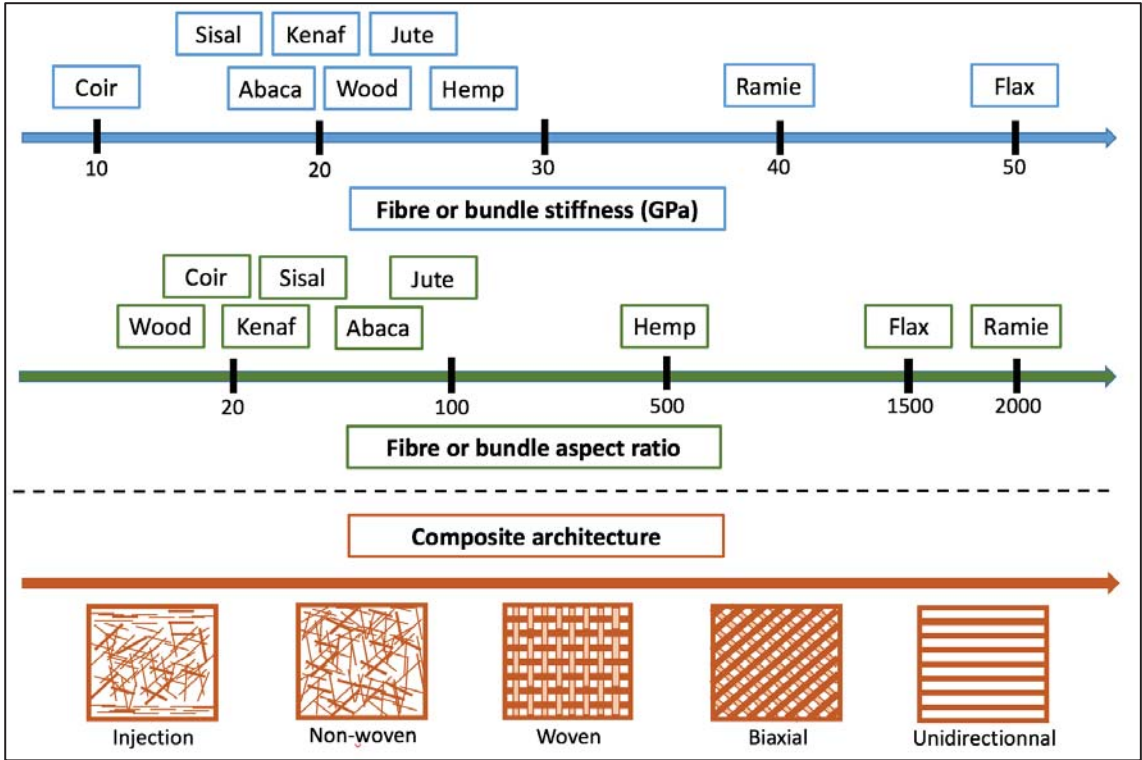 Sisal Kenaf Jute
Coir Abaca Wood Hemp Ramie Flax
10 20 30 40 50
Fibre or bundle stiffness (GPa)
Coir Sisal Jute
Wood Kenaf Abaca Hemp Flax Ramie
20 100 500 1500 2000
Fibre or bundle aspect ratio
Composite architecture
Injection Non-woven Woven Biaxial Unidirectionnal